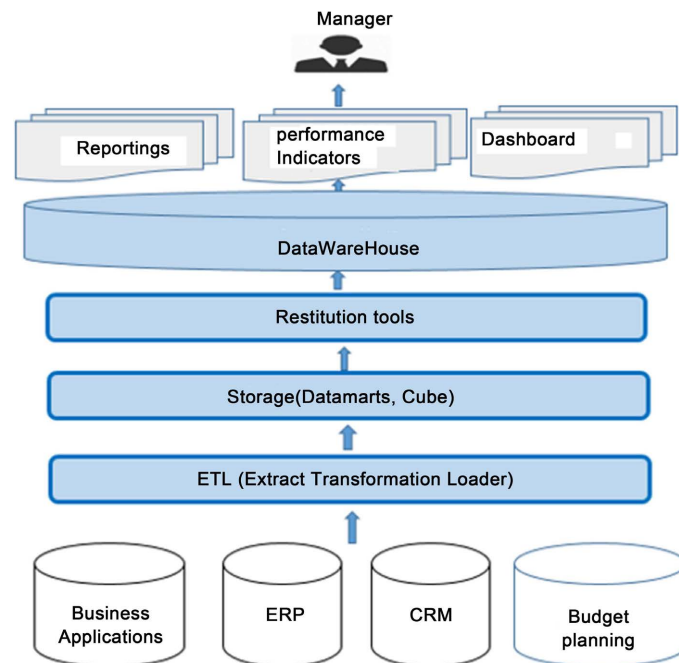 Manager
Reportings
performance
Indicators
Dashboard
DataWareHouse
Restitution tools
Storage(Datamarts, Cube)
ETL (Extract Transformation Loader)
Business
Applications
ERP
CRM
Budget
planning